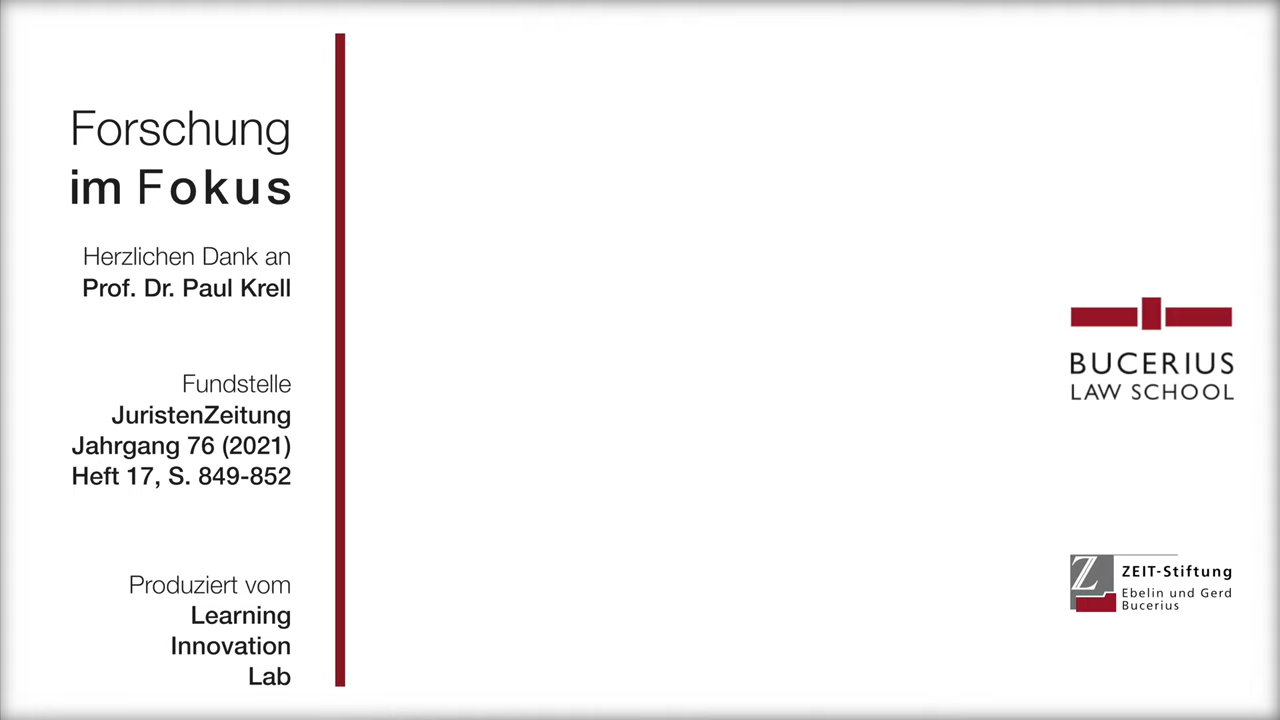 Forschung
im Fokus
Herzlichen Dank an
Prof. Dr. Paul Krell
Fundstelle
JuristenZeitung
Jahrgang 76 (2021)
Heft 17, S. 849-852
Produziert vom
Learning
Innovation
Lab
BUCERIUS
LAW SCHOOL
Z
ZEIT-Stiftung
Ebelin und Gerd
Bucerius